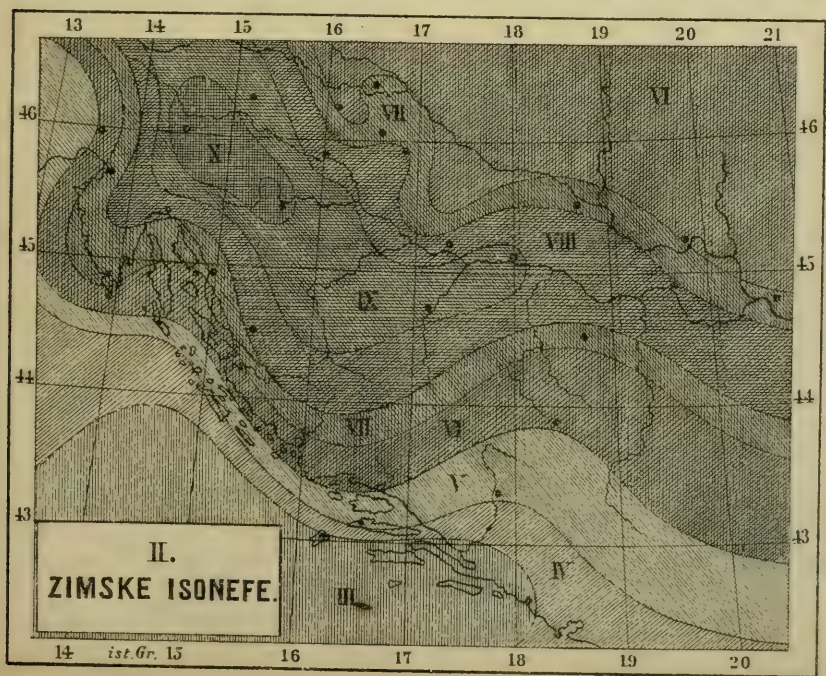 13 14 15 16 17 18 19 20 21
VI
VII
46 46
X
VIII
45 45
IX
44 44
VII VI
V
43 43
II.
ZIMSKE ISONEFE.
IV
III.
14 ist. Gr. 15 16 17 18 19 20